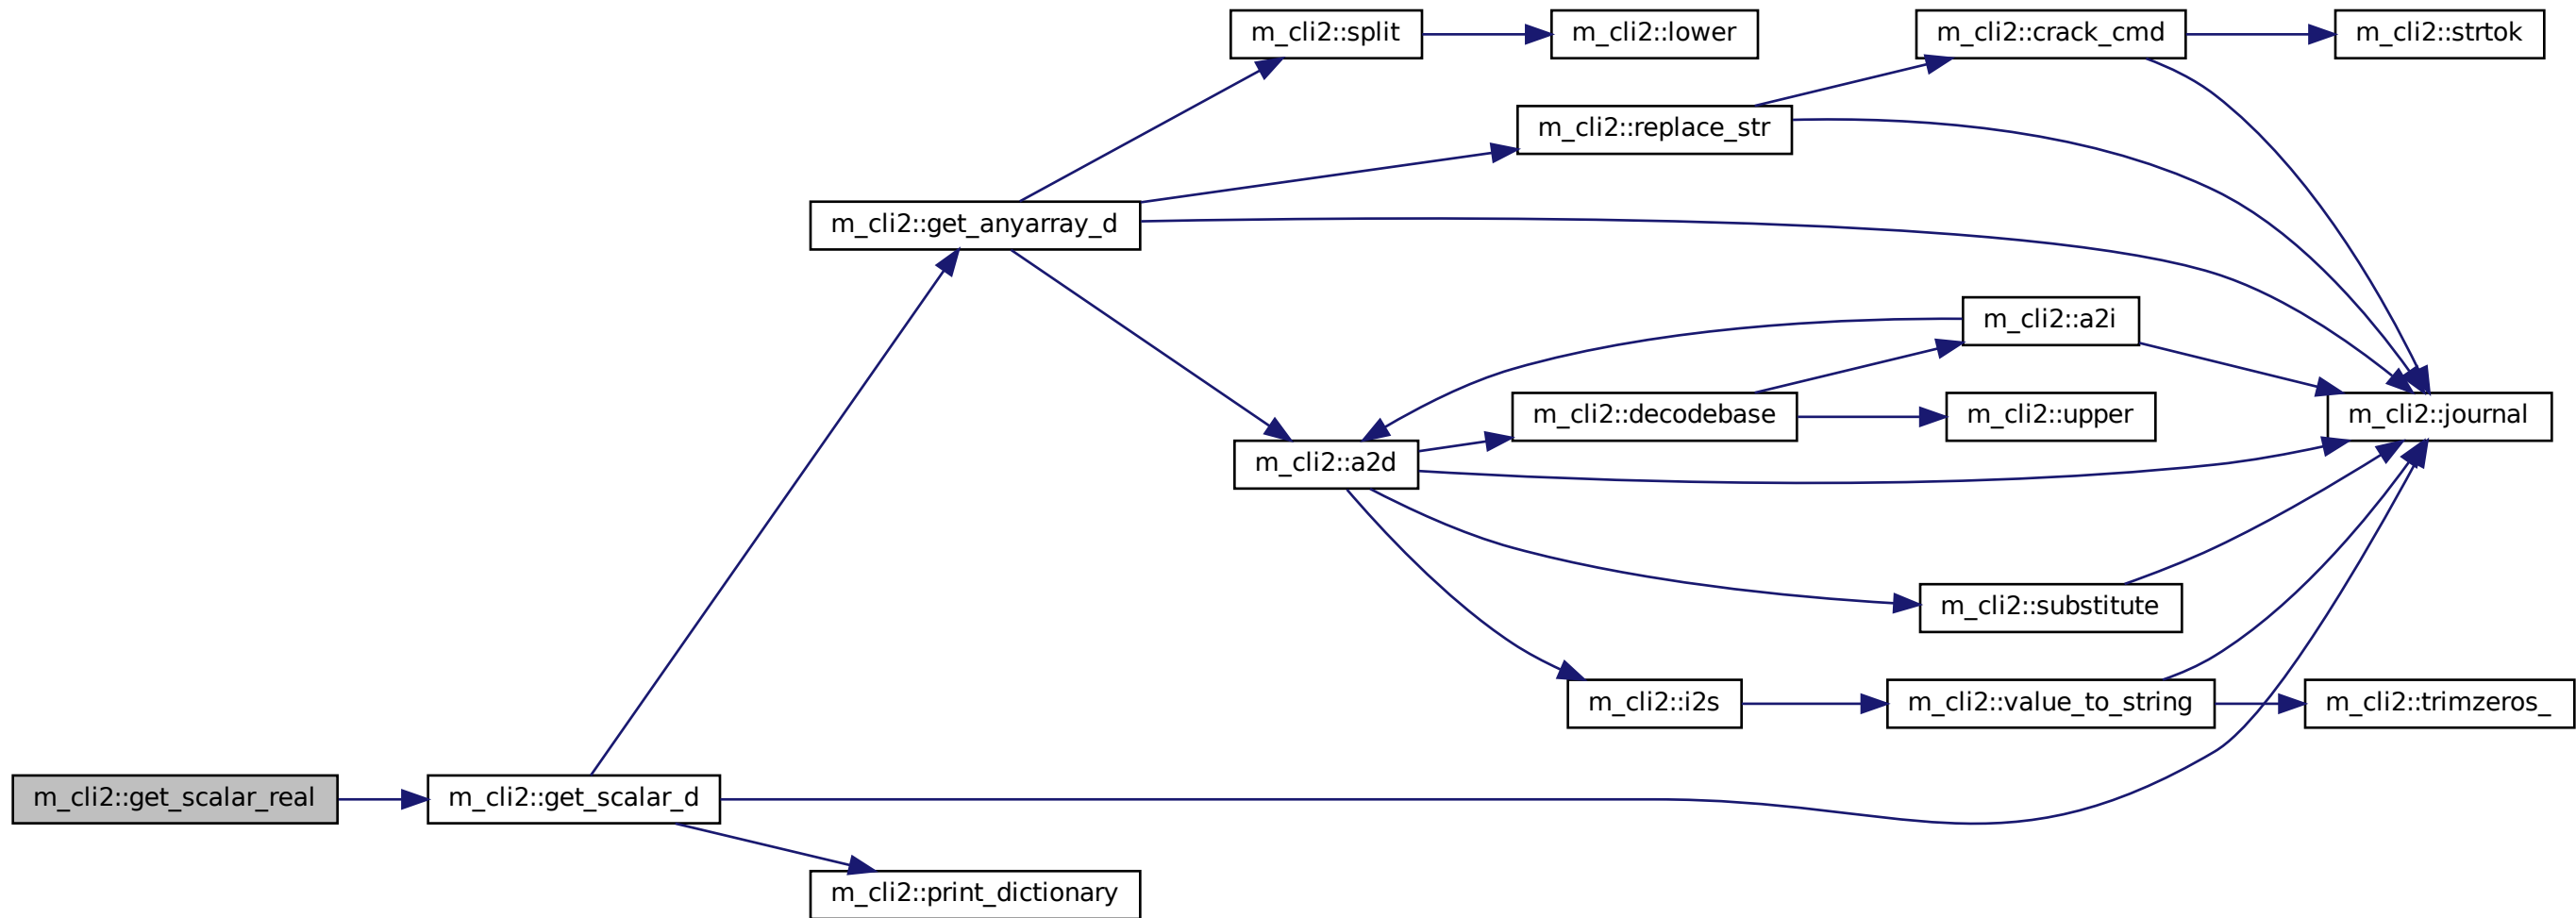 m_cli2::split
m_cli2::lower
m_cli2::crack_cmd
m_cli2::strtok
m_cli2::replace_str
m_cli2::get_anyarray_d
m_cli2::a2i
m_cli2::decodebase
m_cli2::upper
m_cli2::journal
m_cli2::a2d
m_cli2::substitute
m_cli2::i2s
m_cli2::value_to_string
m_cli2::trimzeros_
m_cli2::get_scalar_real
m_cli2::get_scalar_d
m_cli2::print_dictionary